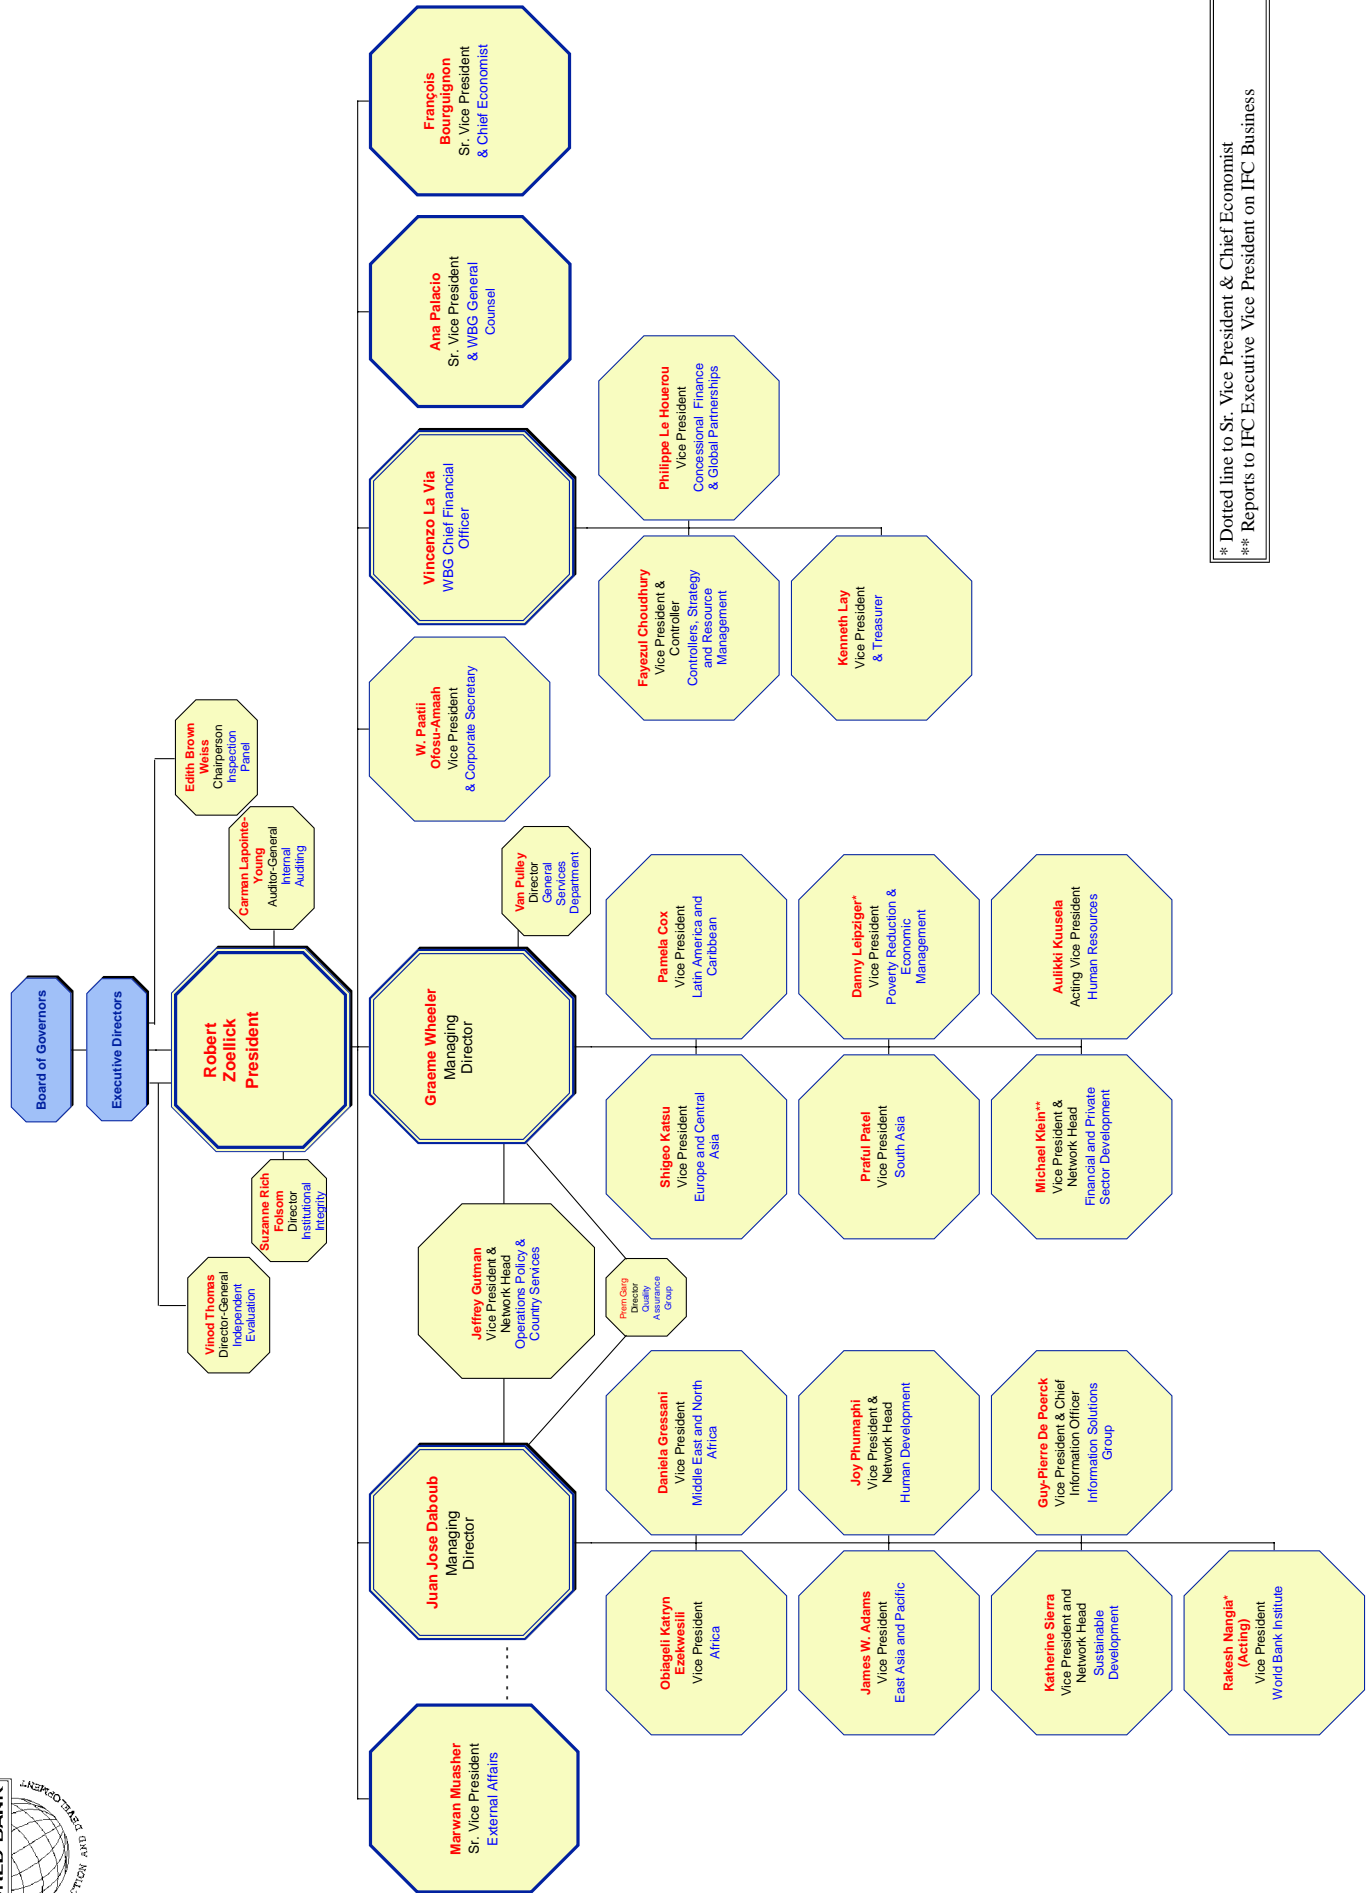 Board of Governors
Executive Directors
Robert
Zoellick
President
Vinod Thomas
Director-General
Independent
Evaluation
Suzanne Rich
Folsom
Director
Institutional
Integrity
Carman Lapointe-
Young
Auditor-General
Internal
Auditing
Edith Brown
Weiss
Chairperson
Inspection
Panel
Marwan Muasher
Sr. Vice President
External Affairs
Juan Jose Daboub
Managing
Director
Jeffrey Gutman
Vice President &
Network Head
Operations Policy &
Country Services
Graeme Wheeler
Managing
Director
W. Paatii
Ofosu-Amaah
Vice President
& Corporate Secretary
Vincenzo La Via
WBG Chief Financial
Officer
Ana Palacio
Sr. Vice President
& WBG General
Counsel
François
Bourguignon
Sr. Vice President
& Chief Economist
Van Pulley
Director
General
Services
Department
Prem Garg
Director
Quality
Assurance
Group
Obiageli Katryn
Ezekwesili
Vice President
Africa
Daniela Gressani
Vice President
Middle East and North
Africa
Shigeo Katsu
Vice President
Europe and Central
Asia
Pamela Cox
Vice President
Latin America and
Caribbean
Fayezul Choudhury
Vice President &
Controller
Controllers, Strategy
and Resource
Management
Philippe Le Houerou
Vice President
Concessional Finance
& Global Partnerships
James W. Adams
Vice President
East Asia and Pacific
Joy Phumaphi
Vice President &
Network Head
Human Development
Praful Patel
Vice President
South Asia
Danny Leipziger*
Vice President
Poverty Reduction &
Economic
Management
Kenneth Lay
Vice President
& Treasurer
Katherine Sierra
Vice President and
Network Head
Sustainable
Development
Guy-Pierre De Poerck
Vice President & Chief
Information Officer
Information Solutions
Group
Michael Klein**
Vice President &
Network Head
Financial and Private
Sector Development
Aulikki Kuusela
Acting Vice President
Human Resources
Rakesh Nangia*
(Acting)
Vice President
World Bank Institute
* Dotted line to Sr. Vice President & Chief Economist
** Reports to IFC Executive Vice President on IFC Business
BANK
AND DEVELOPMENT